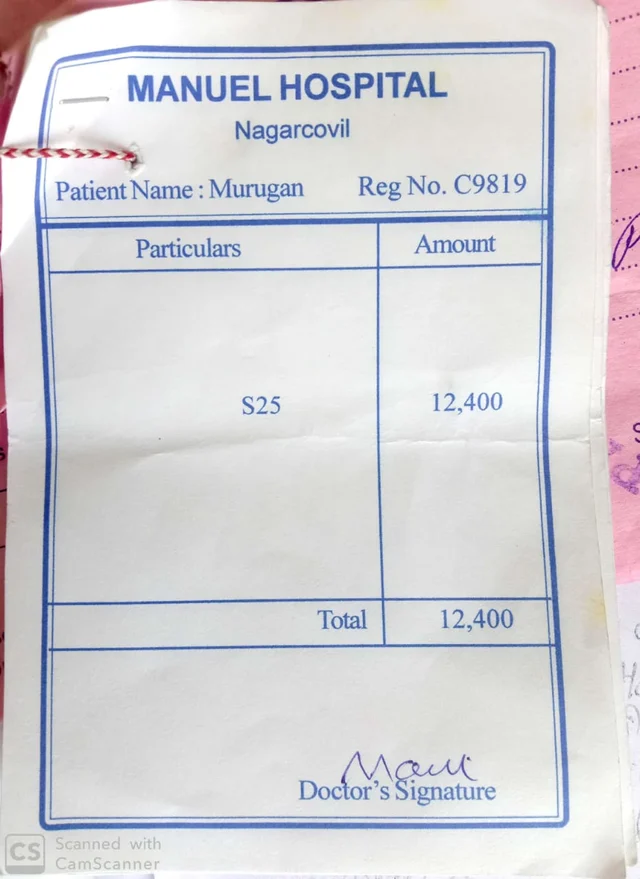 MANUEL HOSPITAL
Nagarcovil
Patient Name : Murugan Reg No. C9819
Particulars Amount
S25 12,400
Total 12,400
Doctor's Signature
CS Scanned with
CamScanner